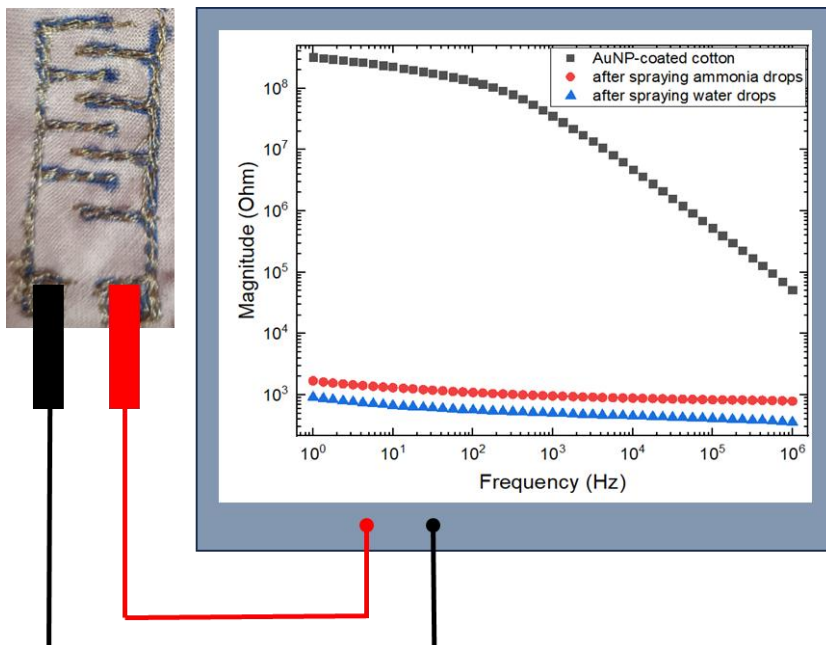 AuNP-coated cotton
after spraying ammonia drops
after spraying water drops
10⁸
10⁷
10⁶
10⁵
10⁴
10³
Magnitude (Ohm)
10⁰ 10¹ 10² 10³ 10⁴ 10⁵ 10⁶
Frequency (Hz)